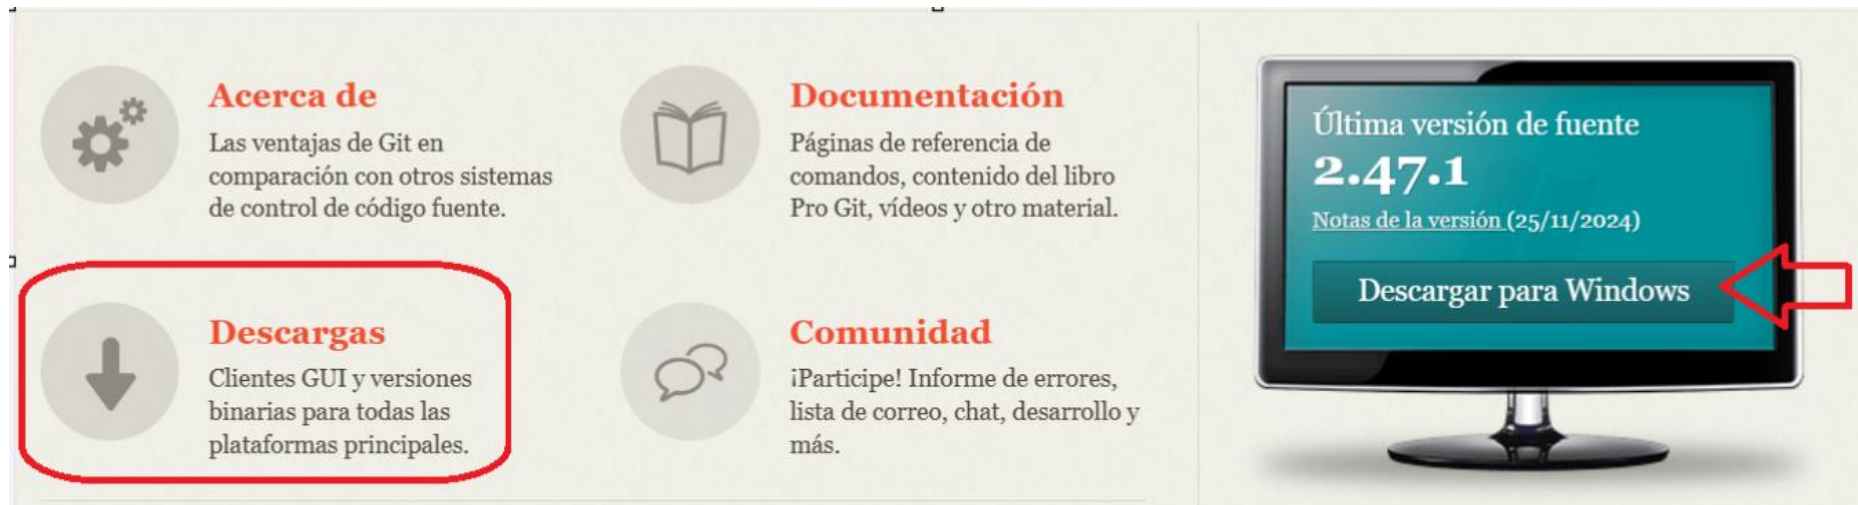 Acerca de
Las ventajas de Git en
comparación con otros sistemas
de control de código fuente.
Documentación
Páginas de referencia de
comandos, contenido del libro
Pro Git, vídeos y otro material.
Descargas
Clientes GUI y versiones
binarias para todas las
plataformas principales.
Comunidad
¡Participe! Informe de errores,
lista de correo, chat, desarrollo y
más.
Última versión de fuente
2.47.1
Notas de la versión (25/11/2024)
Descargar para Windows